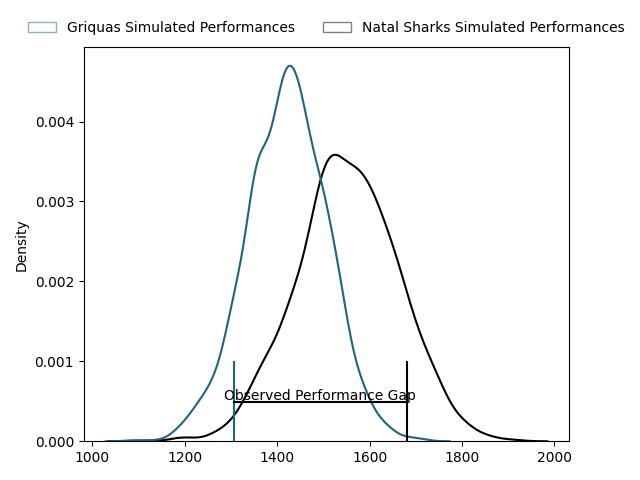 Griquas Simulated Performances
Natal Sharks Simulated Performances
Density
0.004
0.003
0.002
0.001
0.000
Observed Performance Gap
1000
1200
1400
1600
1800
2000